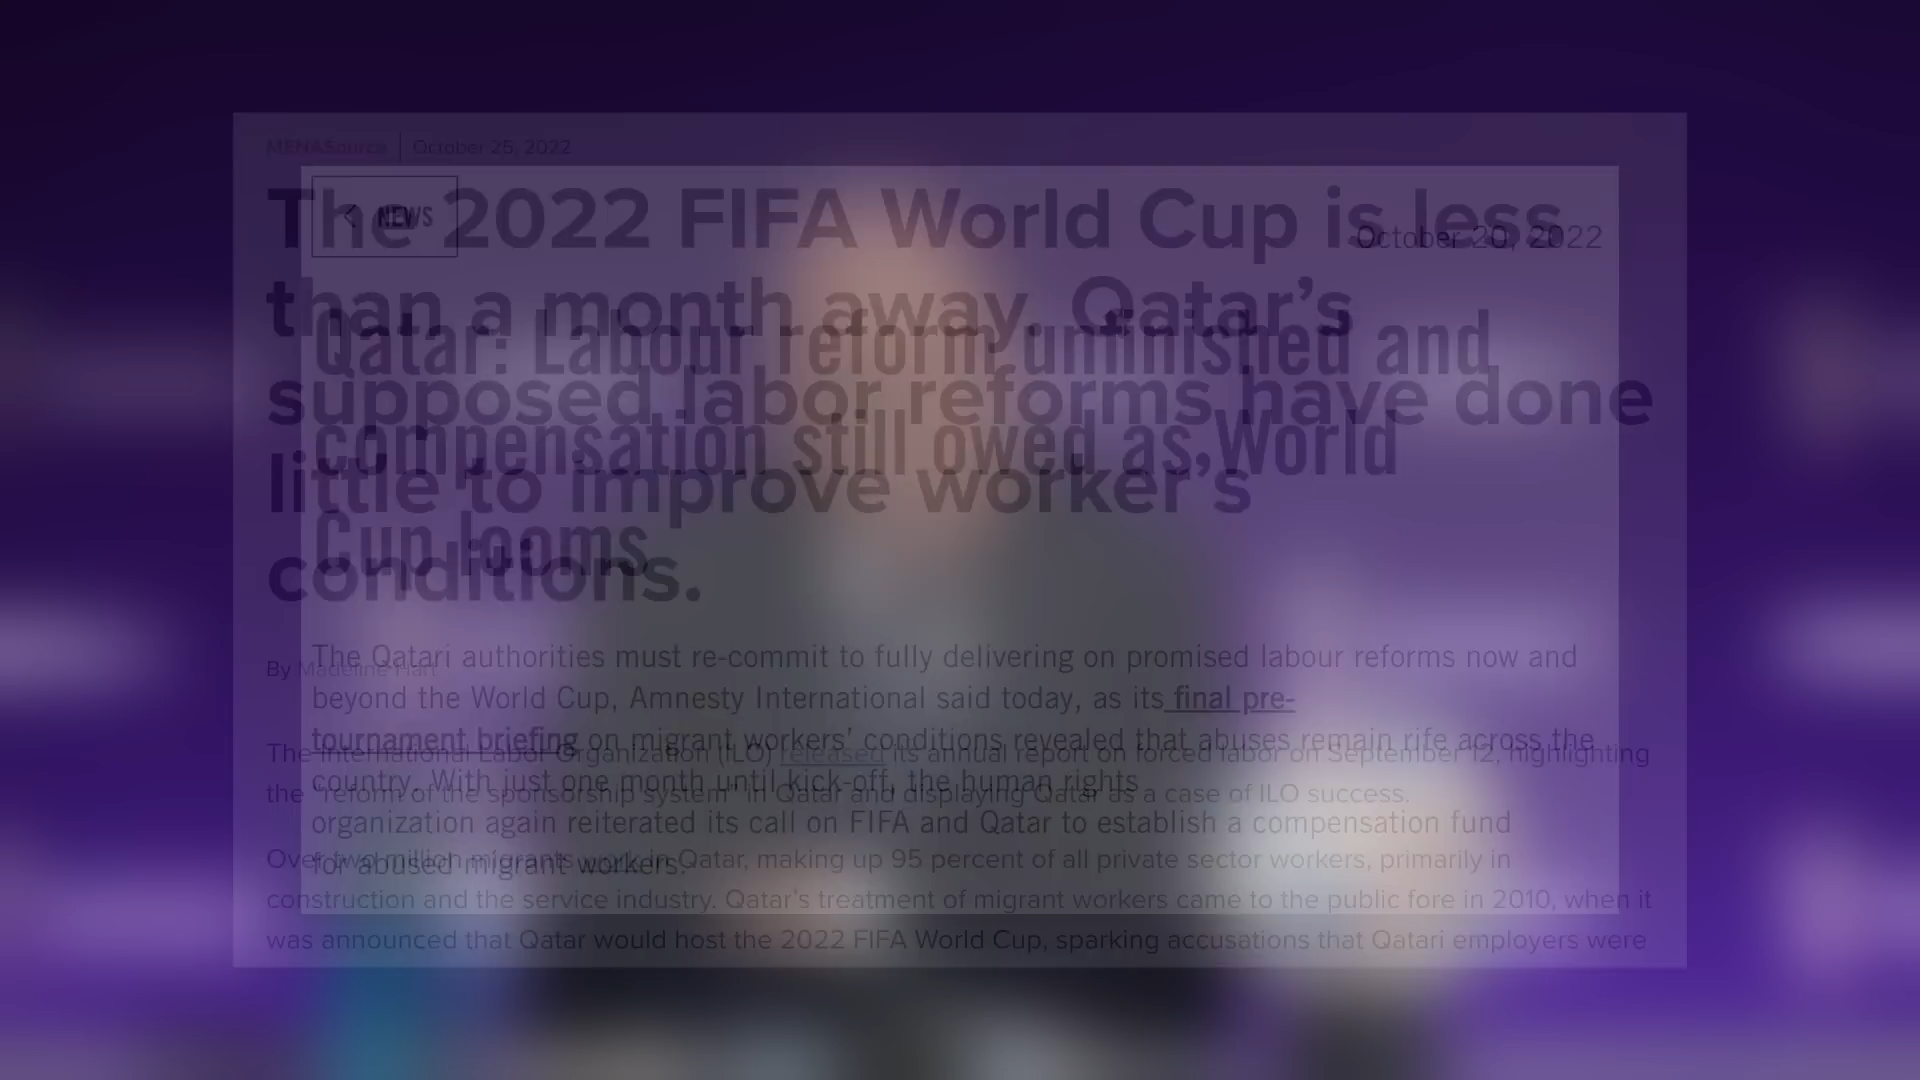 MENASource | October 25, 2022
The 2022 FIFA World Cup is less
than a month away. Qatar’s
supposed labor reforms have done
little to improve worker’s
conditions.
By Madeline Hart
The International Labor Organization (ILO) released its annual report on forced labor on September 12, highlighting
the “reform of the sponsorship system” in Qatar and displaying Qatar as a case of ILO success.
Over two million migrants work in Qatar, making up 95 percent of all private sector workers, primarily in
construction and the service industry. Qatar’s treatment of migrant workers came to the public fore in 2010, when it
was announced that Qatar would host the 2022 FIFA World Cup, sparking accusations that Qatari employers were
NEWS
October 20, 2022
Qatar: Labour reform unfinished and
compensation still owed as World
Cup looms
The Qatari authorities must re-commit to fully delivering on promised labour reforms now and
beyond the World Cup, Amnesty International said today, as its final pre-
tournament briefing on migrant workers’ conditions revealed that abuses remain rife across the
country. With just one month until kick-off, the human rights
organization again reiterated its call on FIFA and Qatar to establish a compensation fund
for abused migrant workers.